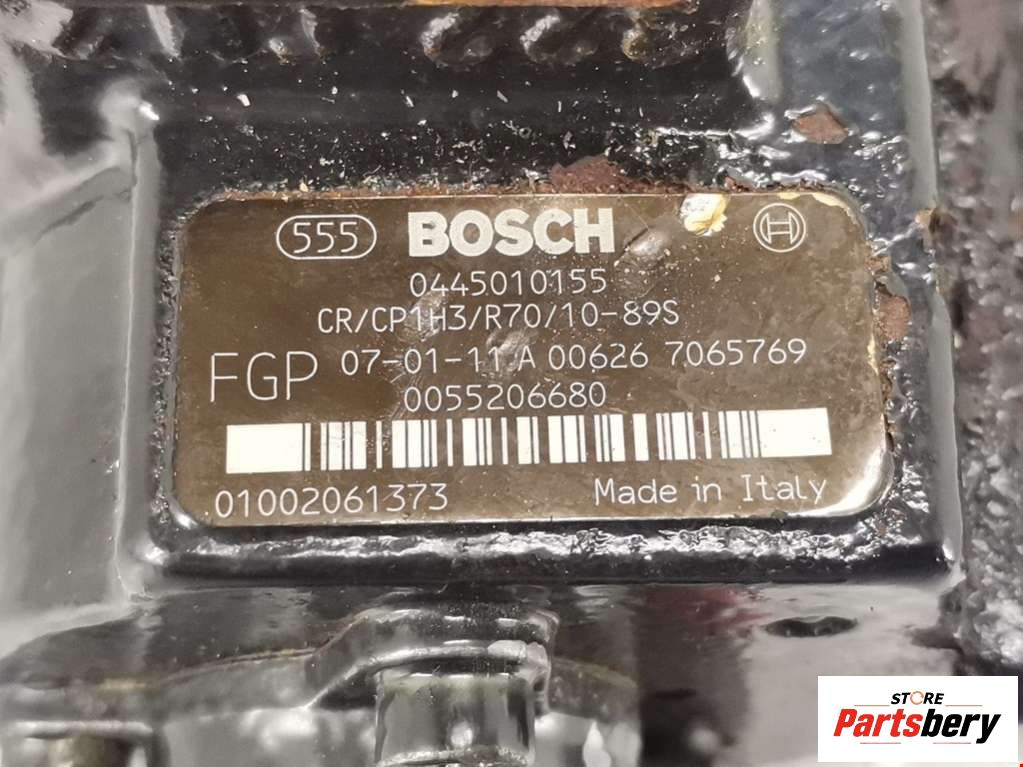 555 BOSCH
0445010155
CR/CP1H3/R70/10-89S
FGP 07-01-11 A 00626 7065769
0055206680
01002061373 Made in Italy
STORE
Partsbery